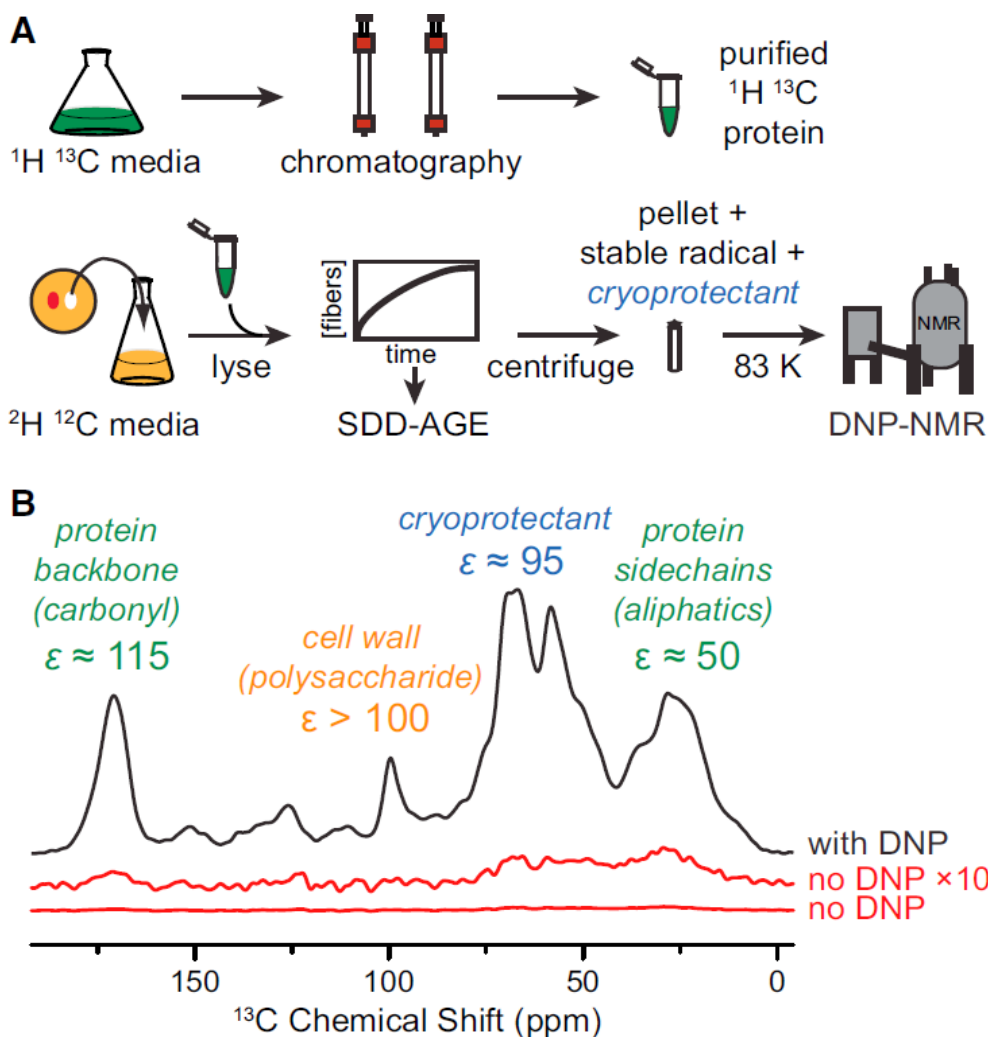 A
¹H ¹³C media
chromatography
purified
¹H ¹³C
protein
pellet +
stable radical +
cryoprotectant
²H ¹²C media
lyse
[fibers]
time
SDD-AGE
centrifuge
83 K
NMR
DNP-NMR
B
protein
backbone
(carbonyl)
ε ≈ 115
cell wall
(polysaccharide)
ε > 100
cryoprotectant
ε ≈ 95
protein
sidechains
(aliphatics)
ε ≈ 50
with DNP
no DNP ×10
no DNP
150 100 50 0
¹³C Chemical Shift (ppm)